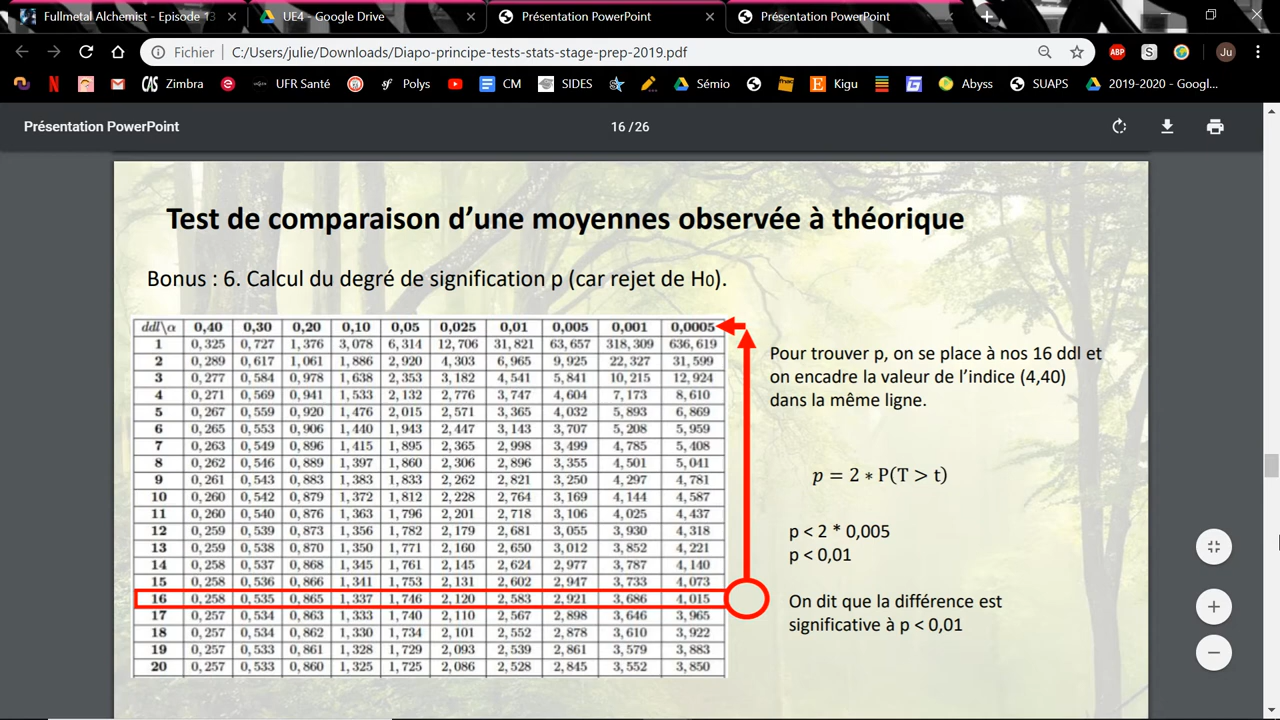 Fullmetal Alchemist - Episode 13
UE4 - Google Drive
Présentation PowerPoint
Présentation PowerPoint
Fichier
C:/Users/julie/Downloads/Diapo-principe-tests-stats-stage-prep-2019.pdf
ABP
S
Ju
N
CAS Zimbra
e
UFR Santé
Polys
CM
SIDES
Sémio
fnac
E Kigu
Abyss
SUAPS
2019-2020 - Googl...
Présentation PowerPoint
16 / 26
Test de comparaison d’une moyennes observée à théorique
Bonus : 6. Calcul du degré de signification p (car rejet de H0).
ddl\α 0,40 0,30 0,20 0,10 0,05 0,025 0,01 0,005 0,001 0,0005
1 0,325 0,727 1,376 3,078 6,314 12,706 31,821 63,657 318,309 636,619
2 0,289 0,617 1,061 1,886 2,920 4,303 6,965 9,925 22,327 31,599
3 0,277 0,584 0,978 1,638 2,353 3,182 4,541 5,841 10,215 12,924
4 0,271 0,569 0,941 1,533 2,132 2,776 3,747 4,604 7,173 8,610
5 0,267 0,559 0,920 1,476 2,015 2,571 3,365 4,032 5,893 6,869
6 0,265 0,553 0,906 1,440 1,943 2,447 3,143 3,707 5,208 5,959
7 0,263 0,549 0,896 1,415 1,895 2,365 2,998 3,499 4,785 5,408
8 0,262 0,546 0,889 1,397 1,860 2,306 2,896 3,355 4,501 5,041
9 0,261 0,543 0,883 1,383 1,833 2,262 2,821 3,250 4,297 4,781
10 0,260 0,542 0,879 1,372 1,812 2,228 2,764 3,169 4,144 4,587
11 0,260 0,540 0,876 1,363 1,796 2,201 2,718 3,106 4,025 4,437
12 0,259 0,539 0,873 1,356 1,782 2,179 2,681 3,055 3,930 4,318
13 0,259 0,538 0,870 1,350 1,771 2,160 2,650 3,012 3,852 4,221
14 0,258 0,537 0,868 1,345 1,761 2,145 2,624 2,977 3,787 4,140
15 0,258 0,536 0,866 1,341 1,753 2,131 2,602 2,947 3,733 4,073
16 0,258 0,535 0,865 1,337 1,746 2,120 2,583 2,921 3,686 4,015
17 0,257 0,534 0,863 1,333 1,740 2,110 2,567 2,898 3,646 3,965
18 0,257 0,534 0,862 1,330 1,734 2,101 2,552 2,878 3,610 3,922
19 0,257 0,533 0,861 1,328 1,729 2,093 2,539 2,861 3,579 3,883
20 0,257 0,533 0,860 1,325 1,725 2,086 2,528 2,845 3,552 3,850
Pour trouver p, on se place à nos 16 ddl et
on encadre la valeur de l’indice (4,40)
dans la même ligne.
p = 2 ∗ P(T > t)
p < 2 * 0,005
p < 0,01
On dit que la différence est
significative à p < 0,01